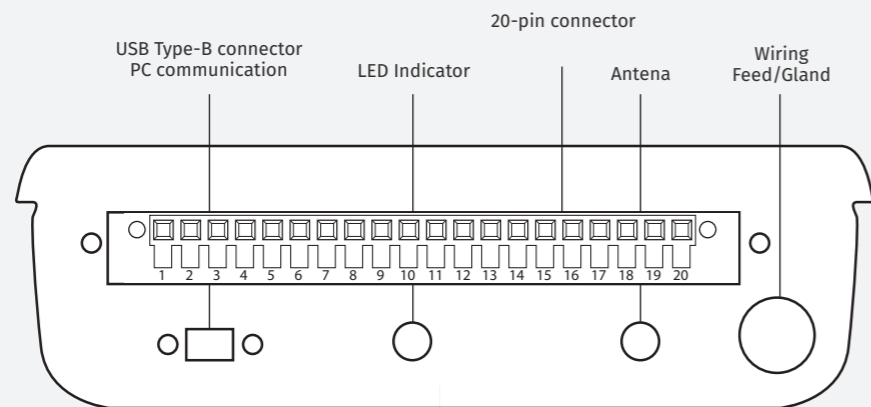 20-pin connector
USB Type-B connector
PC communication
LED Indicator
Antena
Wiring
Feed/Gland
1 2 3 4 5 6 7 8 9 10 11 12 13 14 15 16 17 18 19 20